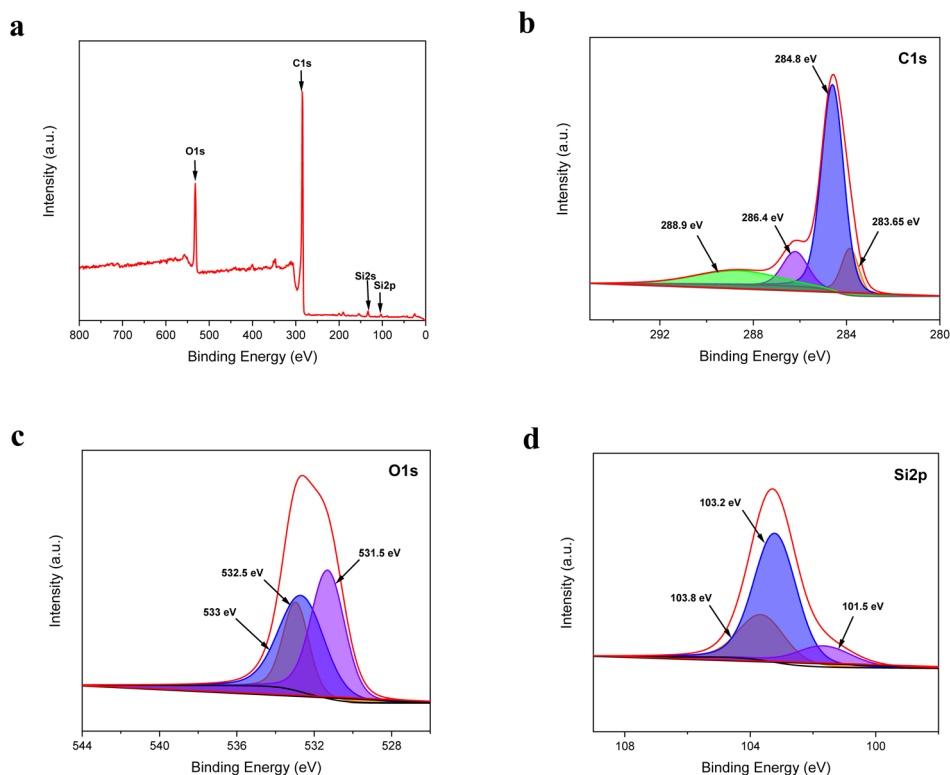 a
C1s
O1s
Si2s
Si2p
Intensity (a.u.)
800 700 600 500 400 300 200 100 0
Binding Energy (eV)
b
C1s
284.8 eV
288.9 eV
286.4 eV
283.65 eV
Intensity (a.u.)
292 288 284 280
Binding Energy (eV)
c
O1s
531.5 eV
532.5 eV
533 eV
Intensity (a.u.)
544 540 536 532 528
Binding Energy (eV)
d
Si2p
103.2 eV
103.8 eV
101.5 eV
Intensity (a.u.)
108 104 100
Binding Energy (eV)